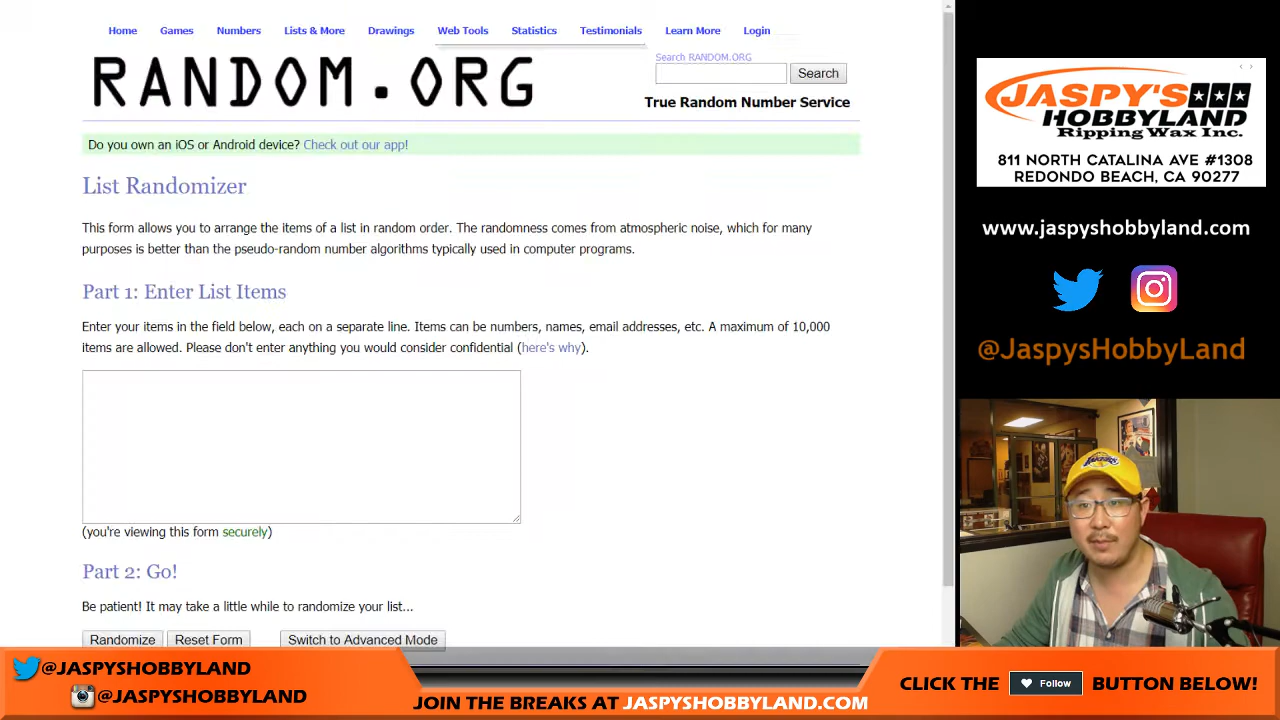 Home Games Numbers Lists & More Drawings Web Tools Statistics Testimonials Learn More Login
RANDOM.ORG
Search RANDOM.ORG
Search
True Random Number Service
Do you own an iOS or Android device? Check out our app!
List Randomizer
This form allows you to arrange the items of a list in random order. The randomness comes from atmospheric noise, which for many
purposes is better than the pseudo-random number algorithms typically used in computer programs.
Part 1: Enter List Items
Enter your items in the field below, each on a separate line. Items can be numbers, names, email addresses, etc. A maximum of 10,000
items are allowed. Please don't enter anything you would consider confidential (here's why).
(you're viewing this form securely)
Part 2: Go!
Be patient! It may take a little while to randomize your list...
Randomize Reset Form Switch to Advanced Mode
JASPY'S
HOBBYLAND
Ripping Wax Inc.
811 NORTH CATALINA AVE #1308
REDONDO BEACH, CA 90277
www.jaspyshobbyland.com
@JaspysHobbyLand
LAKERS
@JASPYSHOBBYLAND
@JASPYSHOBBYLAND
JOIN THE BREAKS AT JASPYSHOBBYLAND.COM
CLICK THE Follow BUTTON BELOW!